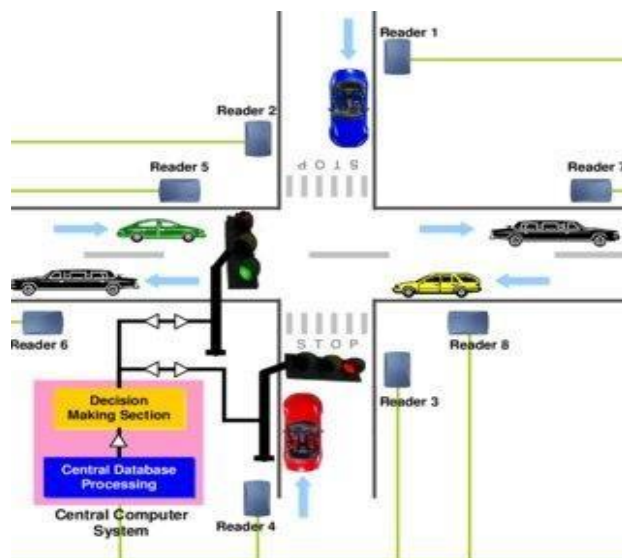 Reader 1
Reader 2
Reader 5
Reader 7
STOP
Reader 6
STOP
Reader 8
Reader 3
Decision
Making Section
Central Database
Processing
Central Computer
System
Reader 4